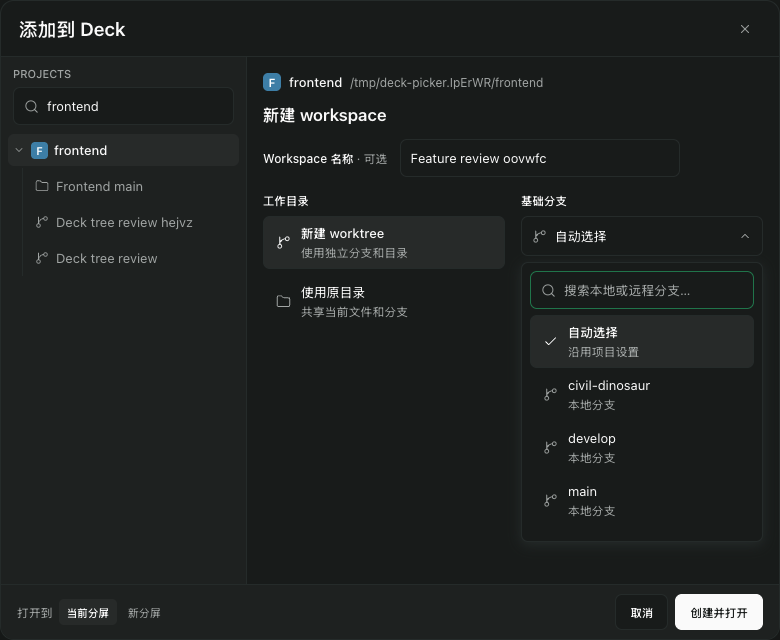 添加到 Deck
PROJECTS
frontend
F frontend
Frontend main
Deck tree review hejvz
Deck tree review
F frontend /tmp/deck-picker.IpErWR/frontend
新建 workspace
Workspace 名称 · 可选
Feature review oovwfc
工作目录
新建 worktree
使用独立分支和目录
使用原目录
共享当前文件和分支
基础分支
自动选择
搜索本地或远程分支...
自动选择
沿用项目设置
civil-dinosaur
本地分支
develop
本地分支
main
本地分支
打开到 当前分屏 新分屏
取消
创建并打开